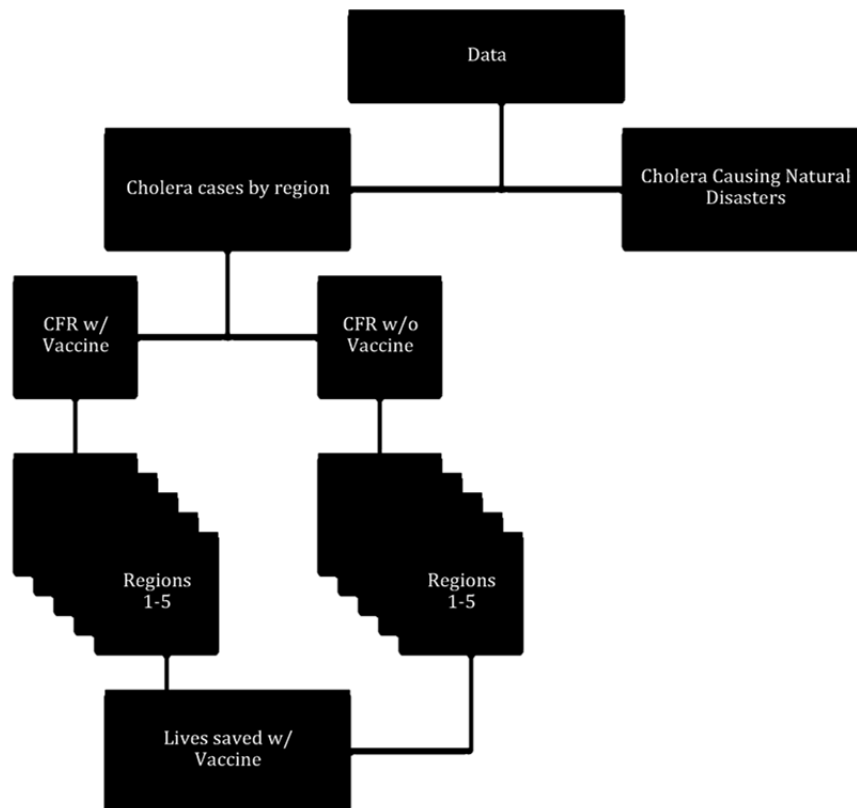 Data
Cholera cases by region
Cholera Causing Natural
Disasters
CFR w/
Vaccine
CFR w/o
Vaccine
Regions
1-5
Regions
1-5
Lives saved w/
Vaccine